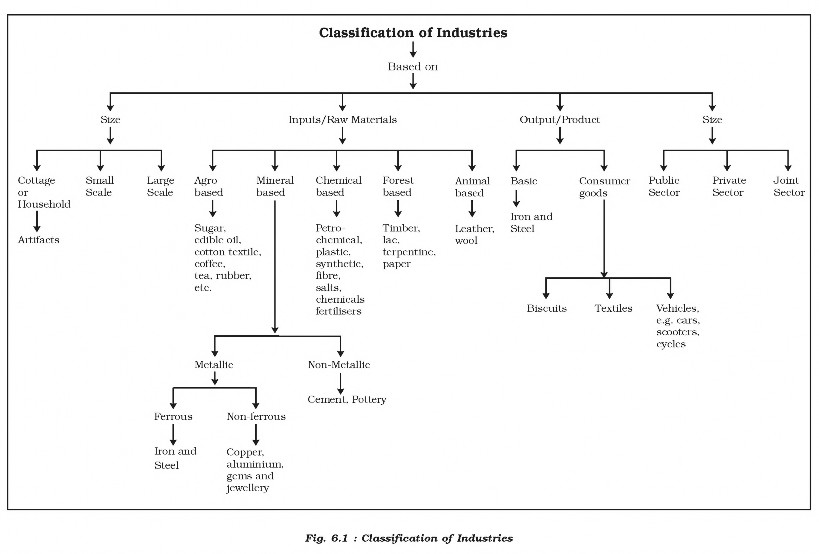 Classification of Industries
Based on
Size
Inputs/Raw Materials
Output/Product
Size
Cottage
or
Household
Small
Scale
Large
Scale
Agro
based
Mineral
based
Chemical
based
Forest
based
Animal
based
Basic
Consumer
goods
Public
Sector
Private
Sector
Joint
Sector
Artifacts
Sugar,
edible oil,
cotton textile,
coffee,
tea, rubber,
etc.
Petro-
chemical,
plastic,
synthetic,
fibre,
salts,
chemicals
fertilisers
Timber,
lac,
terpentine,
paper
Leather,
wool
Iron and
Steel
Biscuits
Textiles
Vehicles,
e.g. cars,
scooters,
cycles
Metallic
Non-Metallic
Cement, Pottery
Ferrous
Non-ferrous
Iron and
Steel
Copper,
aluminium,
gems and
jewellery
Fig. 6.1 : Classification of Industries